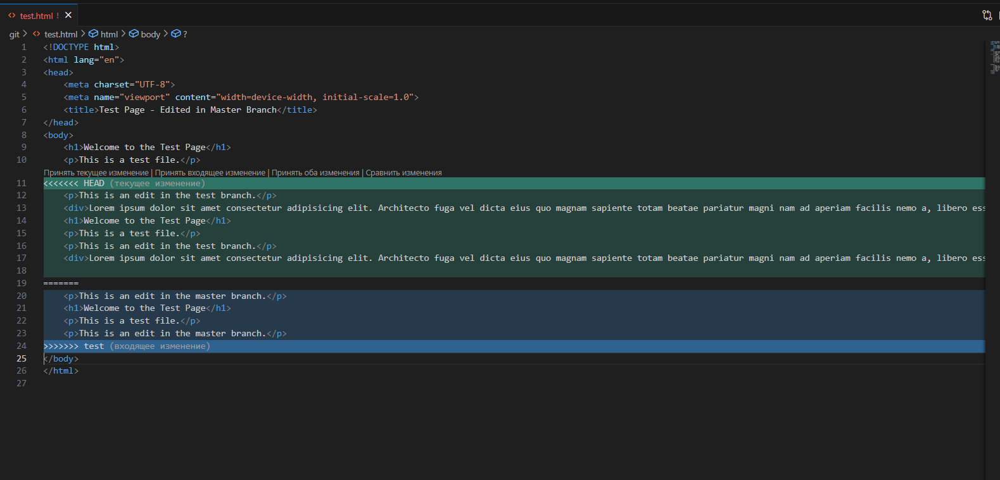 test.html !
git > test.html > html > body > ?
1 <!DOCTYPE html>
2 <html lang="en">
3 <head>
4     <meta charset="UTF-8">
5     <meta name="viewport" content="width=device-width, initial-scale=1.0">
6     <title>Test Page - Edited in Master Branch</title>
7 </head>
8 <body>
9     <h1>Welcome to the Test Page</h1>
10     <p>This is a test file.</p>
Принять текущее изменение | Принять входящее изменение | Принять оба изменения | Сравнить изменения
11 <<<<<<< HEAD (текущее изменение)
12     <p>This is an edit in the test branch.</p>
13     <div>Lorem ipsum dolor sit amet consectetur adipisicing elit. Architecto fuga vel dicta eius quo magnam sapiente totam beatae pariatur magni nam ad aperiam facilis nemo a, libero ess
14     <h1>Welcome to the Test Page</h1>
15     <p>This is a test file.</p>
16     <p>This is an edit in the test branch.</p>
17     <div>Lorem ipsum dolor sit amet consectetur adipisicing elit. Architecto fuga vel dicta eius quo magnam sapiente totam beatae pariatur magni nam ad aperiam facilis nemo a, libero ess
18
19 =======
20     <p>This is an edit in the master branch.</p>
21     <h1>Welcome to the Test Page</h1>
22     <p>This is a test file.</p>
23     <p>This is an edit in the master branch.</p>
24 >>>>>>> test (входящее изменение)
25 </body>
26 </html>
27